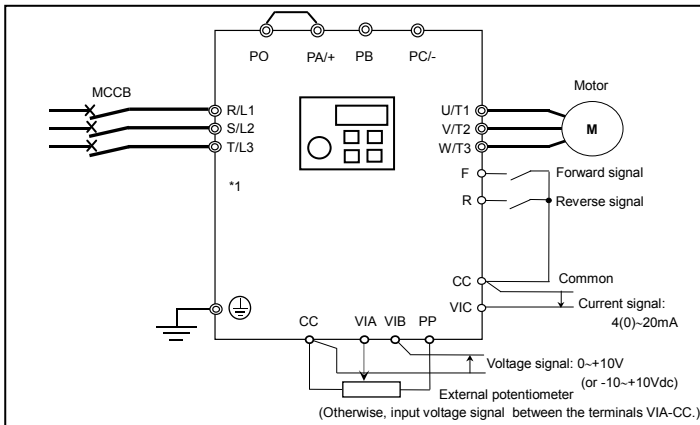 PO PA/+ PB PC/-
MCCB
Motor
R/L1
S/L2
T/L3
U/T1
V/T2
W/T3
M
*1
F
Forward signal
R
Reverse signal
CC
Common
VIC
Current signal:
4(0)~20mA
CC VIA VIB PP
Voltage signal: 0~+10V
(or -10~+10Vdc)
External potentiometer
(Otherwise, input voltage signal between the terminals VIA-CC.)